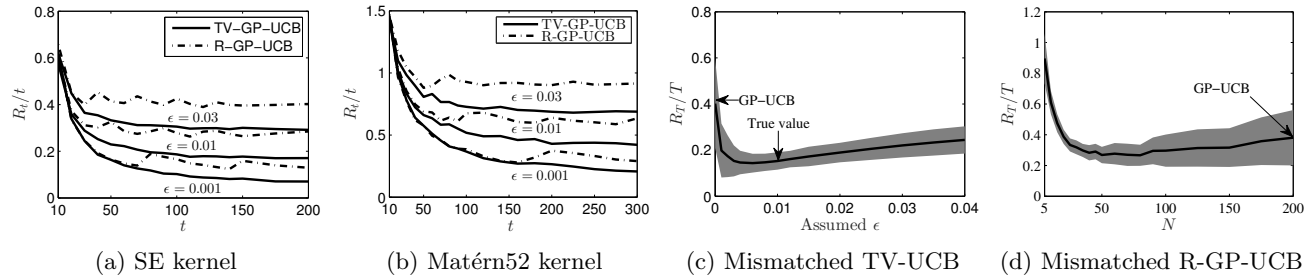 0.8
0.6
0.4
0.2
0
10
50
100
150
200
R_t/t
t
TV-GP-UCB
R-GP-UCB
ϵ = 0.03
ϵ = 0.01
ϵ = 0.001
(a) SE kernel
1.5
1.0
0.5
0
10
50
100
150
200
250
300
R_t/t
t
TV-GP-UCB
R-GP-UCB
ϵ = 0.03
ϵ = 0.01
ϵ = 0.001
(b) Matérn52 kernel
0.8
0.6
0.4
0.2
0
0
0.01
0.02
0.03
0.04
R_T/T
Assumed ϵ
GP-UCB
True value
(c) Mismatched TV-UCB
1.2
1
0.8
0.6
0.4
0.2
0
5
50
100
150
200
R_T/T
N
GP-UCB
(d) Mismatched R-GP-UCB